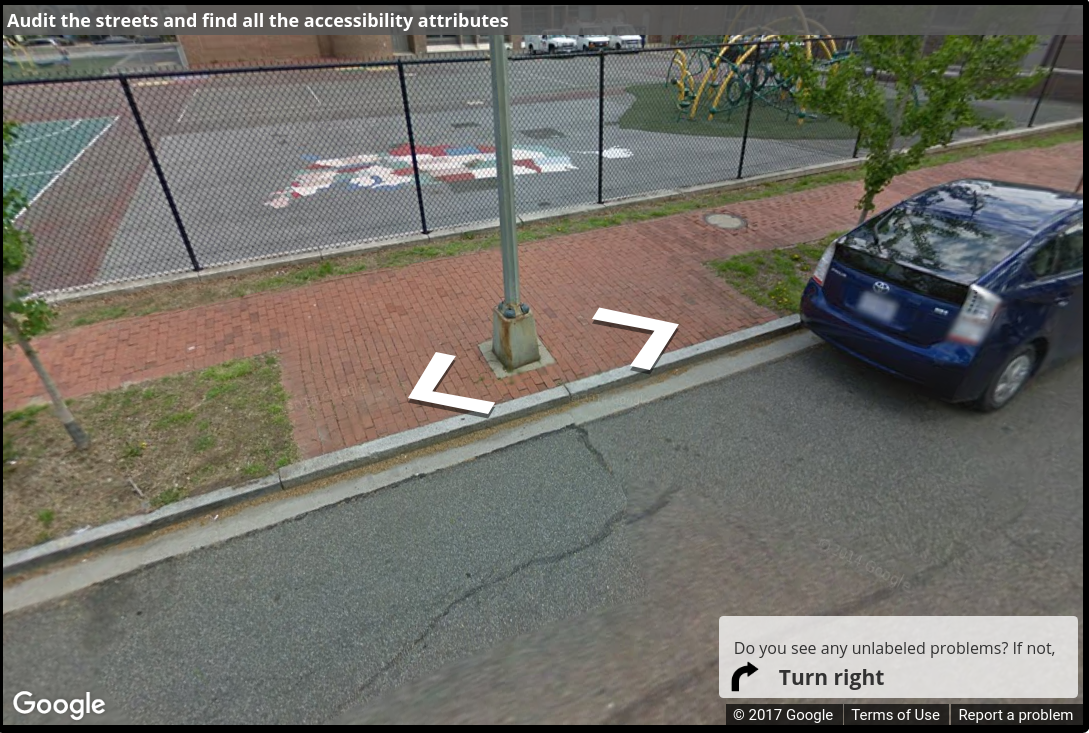 Audit the streets and find all the accessibility attributes
Do you see any unlabeled problems? If not,
Turn right
Google
© 2017 Google
Terms of Use
Report a problem